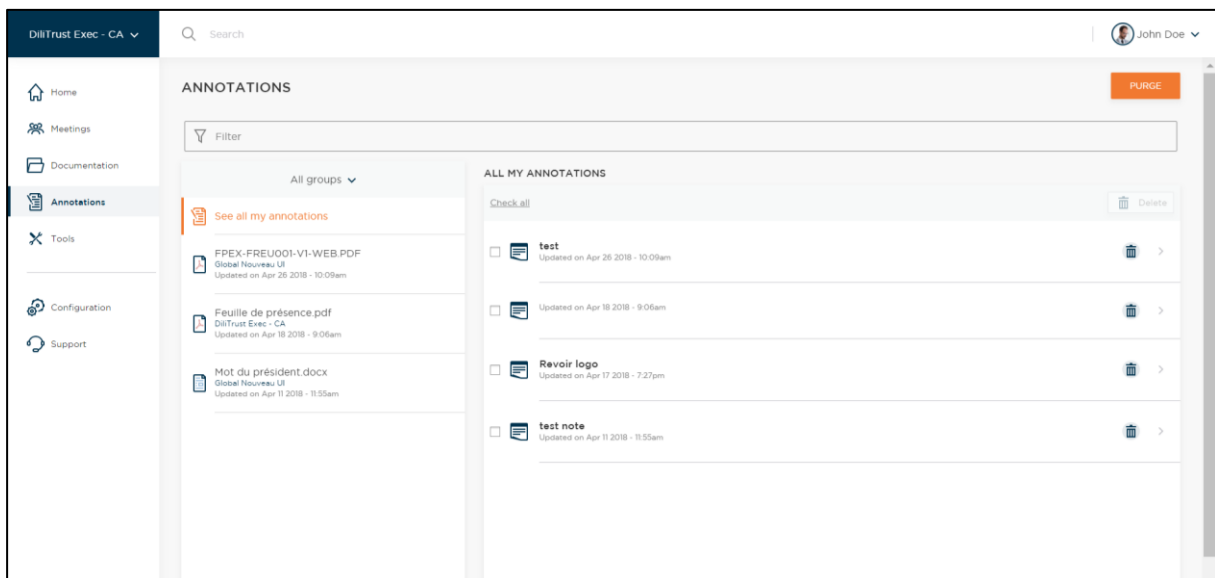 DiliTrust Exec - CA
Search
John Doe
Home
Meetings
Documentation
Annotations
Tools
Configuration
Support
ANNOTATIONS
PURGE
Filter
All groups
See all my annotations
FPEX-FREU001-V1-WEB.PDF
Global Nouveau UI
Updated on Apr 26 2018 - 10:09am
Feuille de présence.pdf
DiliTrust Exec - CA
Updated on Apr 18 2018 - 9:06am
Mot du président.docx
Global Nouveau UI
Updated on Apr 11 2018 - 11:55am
ALL MY ANNOTATIONS
Check all
Delete
test
Updated on Apr 26 2018 - 10:09am
Updated on Apr 18 2018 - 9:06am
Revoir logo
Updated on Apr 17 2018 - 7:27pm
test note
Updated on Apr 11 2018 - 11:55am